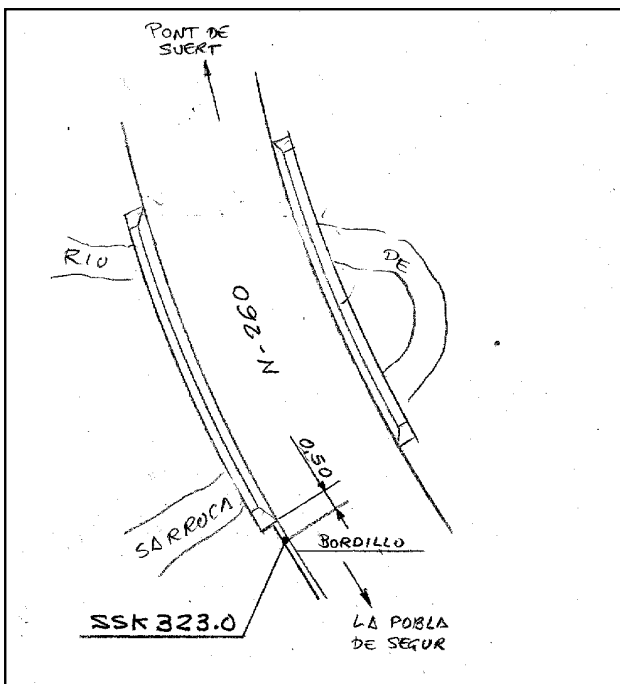 PONT DE
SUERT
RIU
DE
N-260
0,50
SARROCA
BORDILLO
SSK 323.0
LA POBLA
DE SEGUR